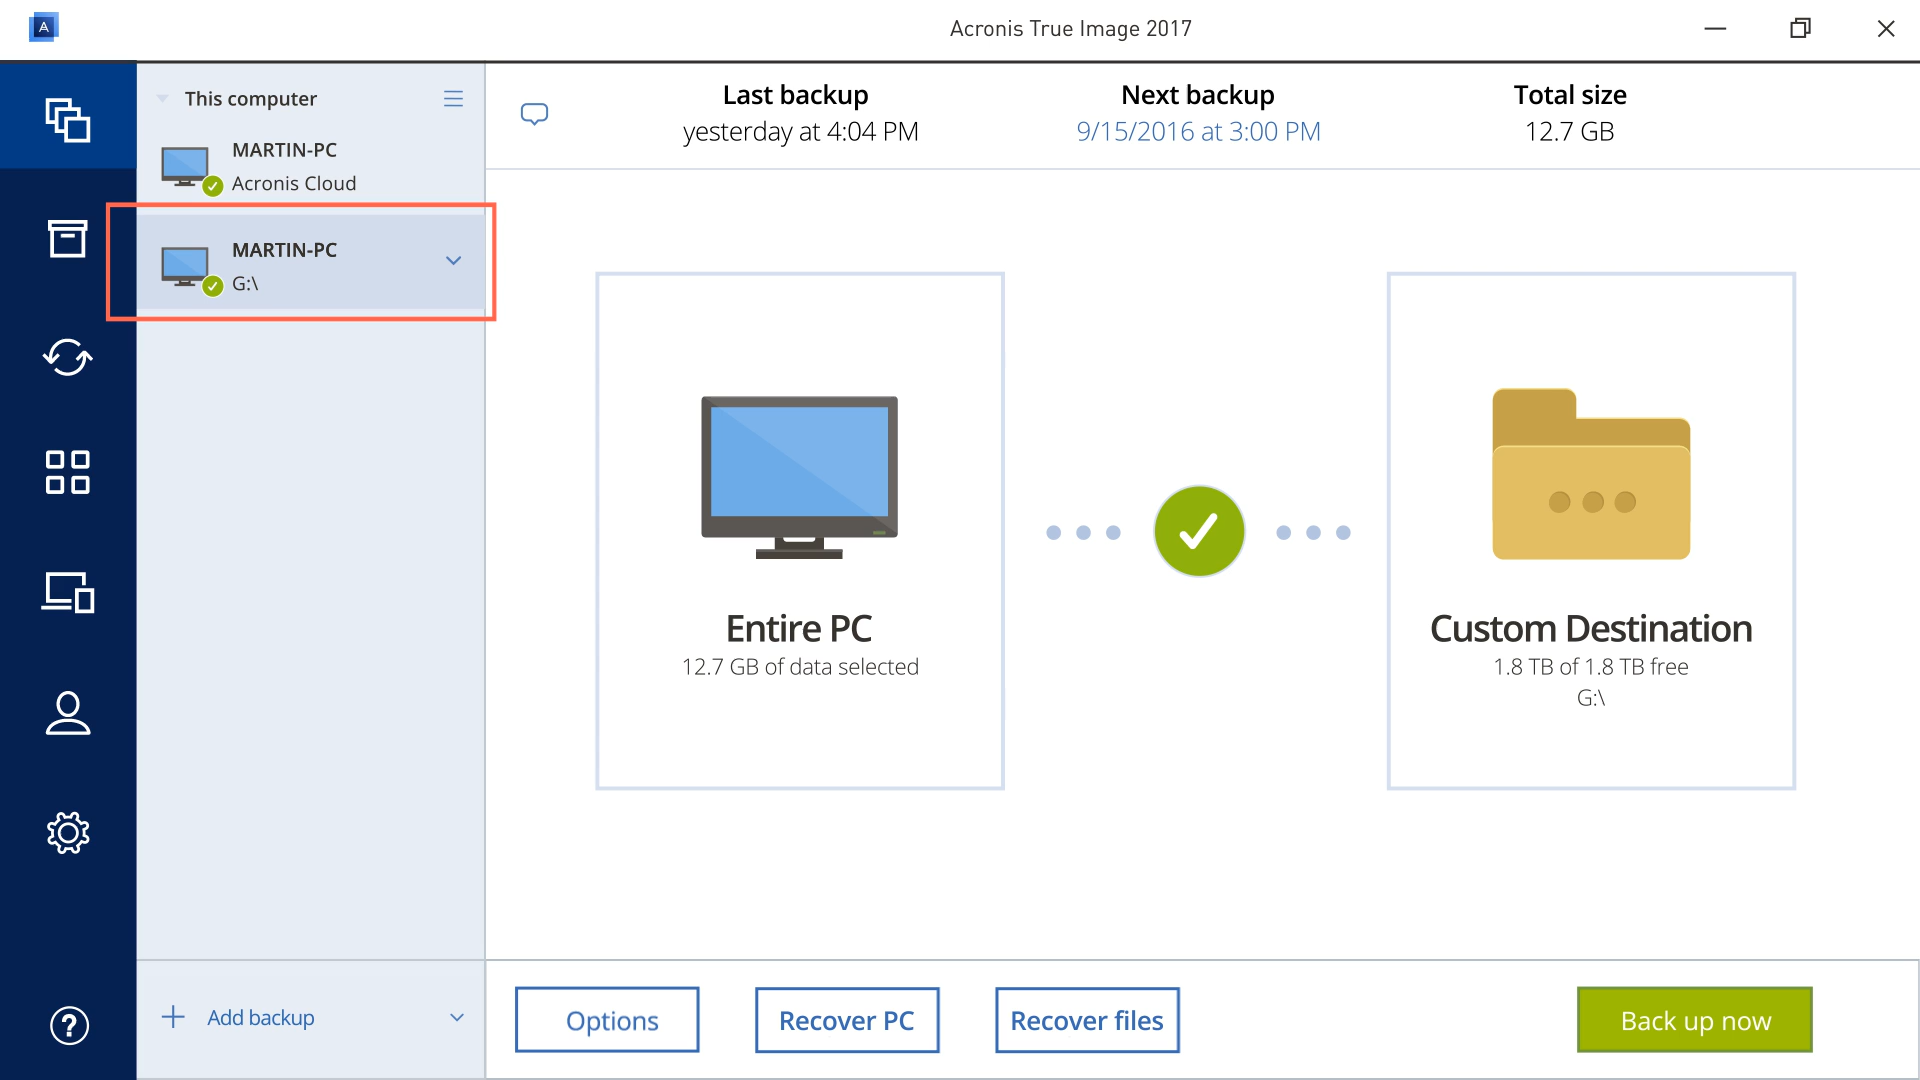 A
Acronis True Image 2017
This computer
MARTIN-PC
Acronis Cloud
MARTIN-PC
G:\
Last backup
yesterday at 4:04 PM
Next backup
9/15/2016 at 3:00 PM
Total size
12.7 GB
Entire PC
12.7 GB of data selected
Custom Destination
1.8 TB of 1.8 TB free
G:\
?
Add backup
Options
Recover PC
Recover files
Back up now